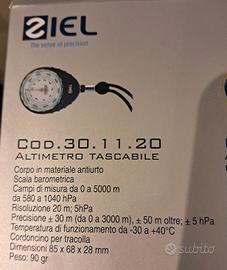 ZIEL
The sense of precision
COD.30.11.20
ALTIMETRO TASCABILE
Corpo in materiale antiurto
Scala barometrica
Campi di misura da 0 a 5000 m
da 580 a 1040 hPa
Risoluzione 20 m; 5hPa
Precisione ± 30 m (da 0 a 3000 m), ± 50 m oltre; ± 5 hPa
Temperatura di funzionamento da -30 a +40°C
Cordoncino per tracolla
Dimensioni 85 x 68 x 28 mm
Peso: 90 gr
subito